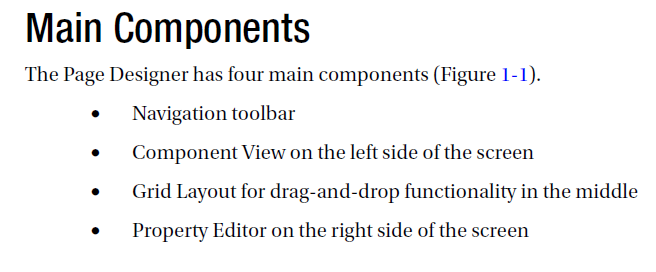 Main Components
The Page Designer has four main components (Figure 1-1).
• Navigation toolbar
• Component View on the left side of the screen
• Grid Layout for drag-and-drop functionality in the middle
• Property Editor on the right side of the screen